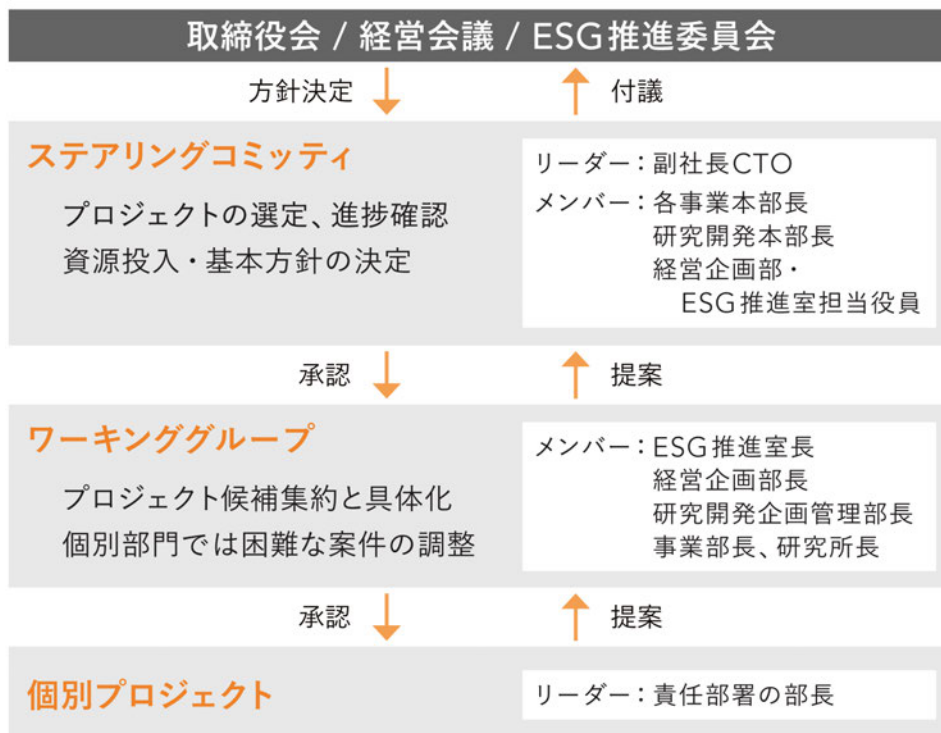 取締役会 / 経営会議 / ESG推進委員会
方針決定
付議
ステアリングコミッティ
プロジェクトの選定、進捗確認
資源投入・基本方針の決定
リーダー：副社長CTO
メンバー：各事業本部長
研究開発本部長
経営企画部・
ESG推進室担当役員
承認
提案
ワーキンググループ
プロジェクト候補集約と具体化
個別部門では困難な案件の調整
メンバー：ESG推進室長
経営企画部長
研究開発企画管理部長
事業部長、研究所長
承認
提案
個別プロジェクト
リーダー：責任部署の部長